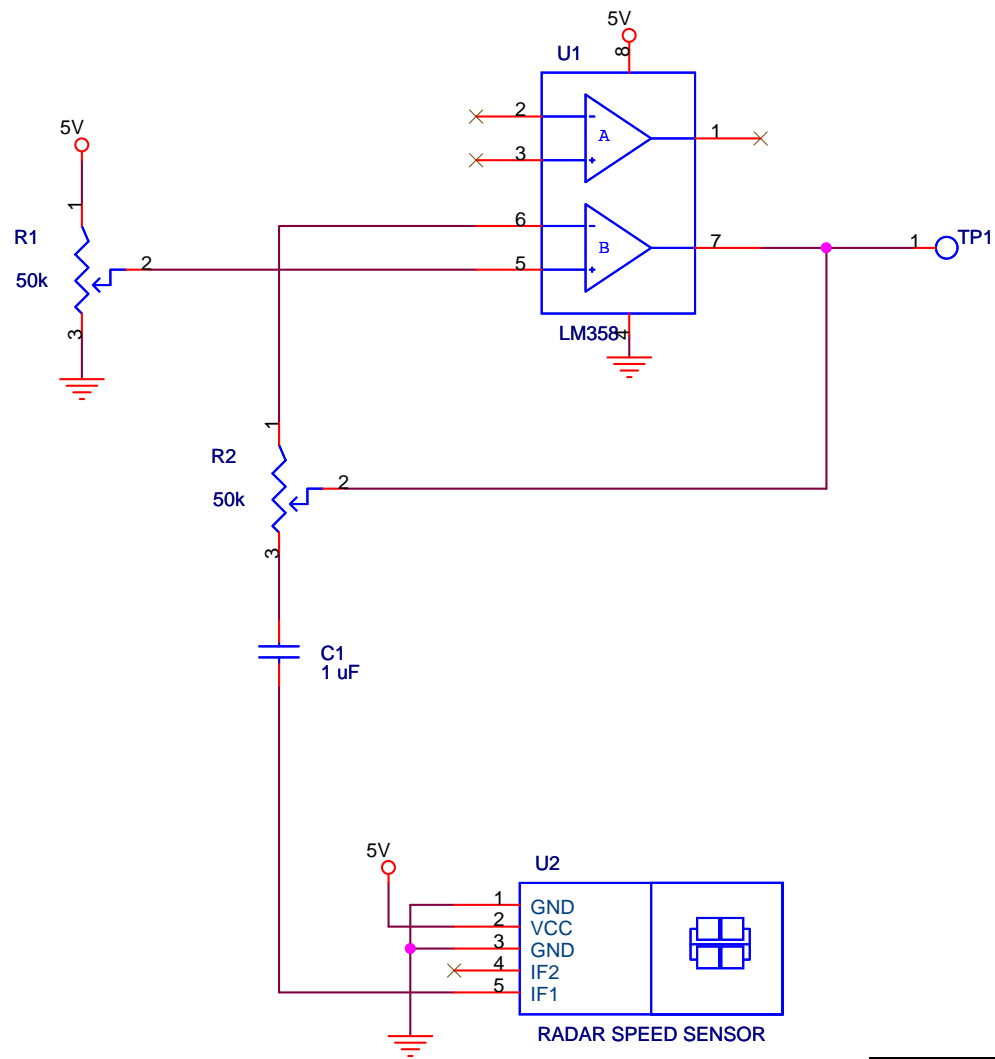 5V
8
U1
2
-
A
1
3
+
5V
1
R1
50k
2
3
6
-
B
7
5
+
1
TP1
LM358
4
1
R2
50k
2
3
C1
1 uF
5V
U2
1 GND
2 VCC
3 GND
4 IF2
5 IF1
RADAR SPEED SENSOR